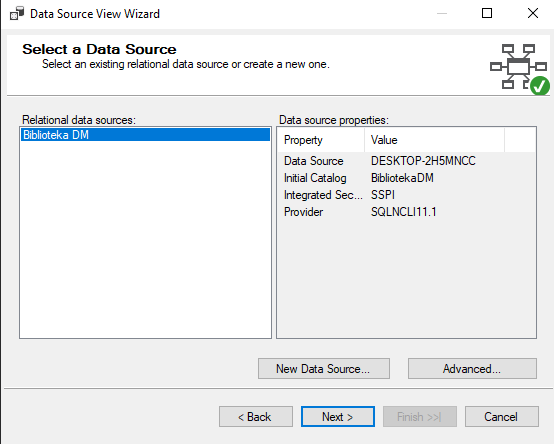 Data Source View Wizard
Select a Data Source
Select an existing relational data source or create a new one.
Relational data sources:
Biblioteka DM
Data source properties:
Property Value
Data Source DESKTOP-2H5MNCC
Initial Catalog BibliotekaDM
Integrated Sec... SSPI
Provider SQLNCLI11.1
New Data Source...
Advanced...
< Back
Next >
Finish >>|
Cancel